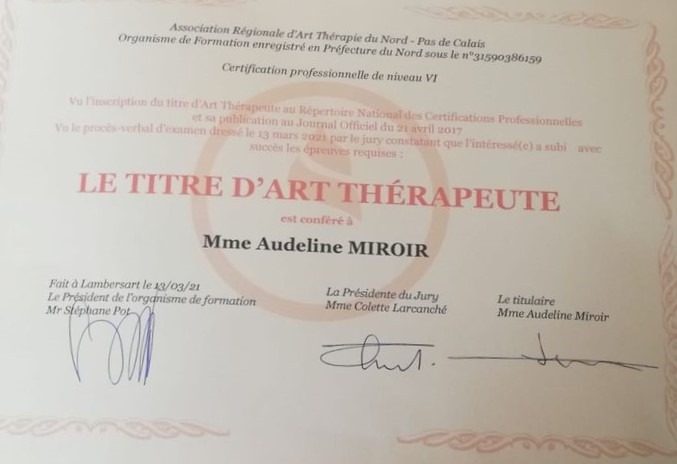 Association Régionale d'Art Thérapie du Nord - Pas de Calais
Organisme de Formation enregistré en Préfecture du Nord sous le n°31590386159
Certification professionnelle de niveau VI
Vu l'inscription du titre d'Art Thérapeute au Répertoire National des Certifications Professionnelles
et sa publication au Journal Officiel du 21 avril 2017
Vu le procès-verbal d'examen dressé le 13 mars 2021 par le jury constatant que l'intéressé(e) a subi avec
succès les épreuves requises :
LE TITRE D'ART THÉRAPEUTE
est conféré à
Mme Audeline MIROIR
Fait à Lambersart le 13/03/21
Le Président de l'organisme de formation
Mr Stéphane Pot
La Présidente du Jury
Mme Colette Larcanché
Le titulaire
Mme Audeline Miroir